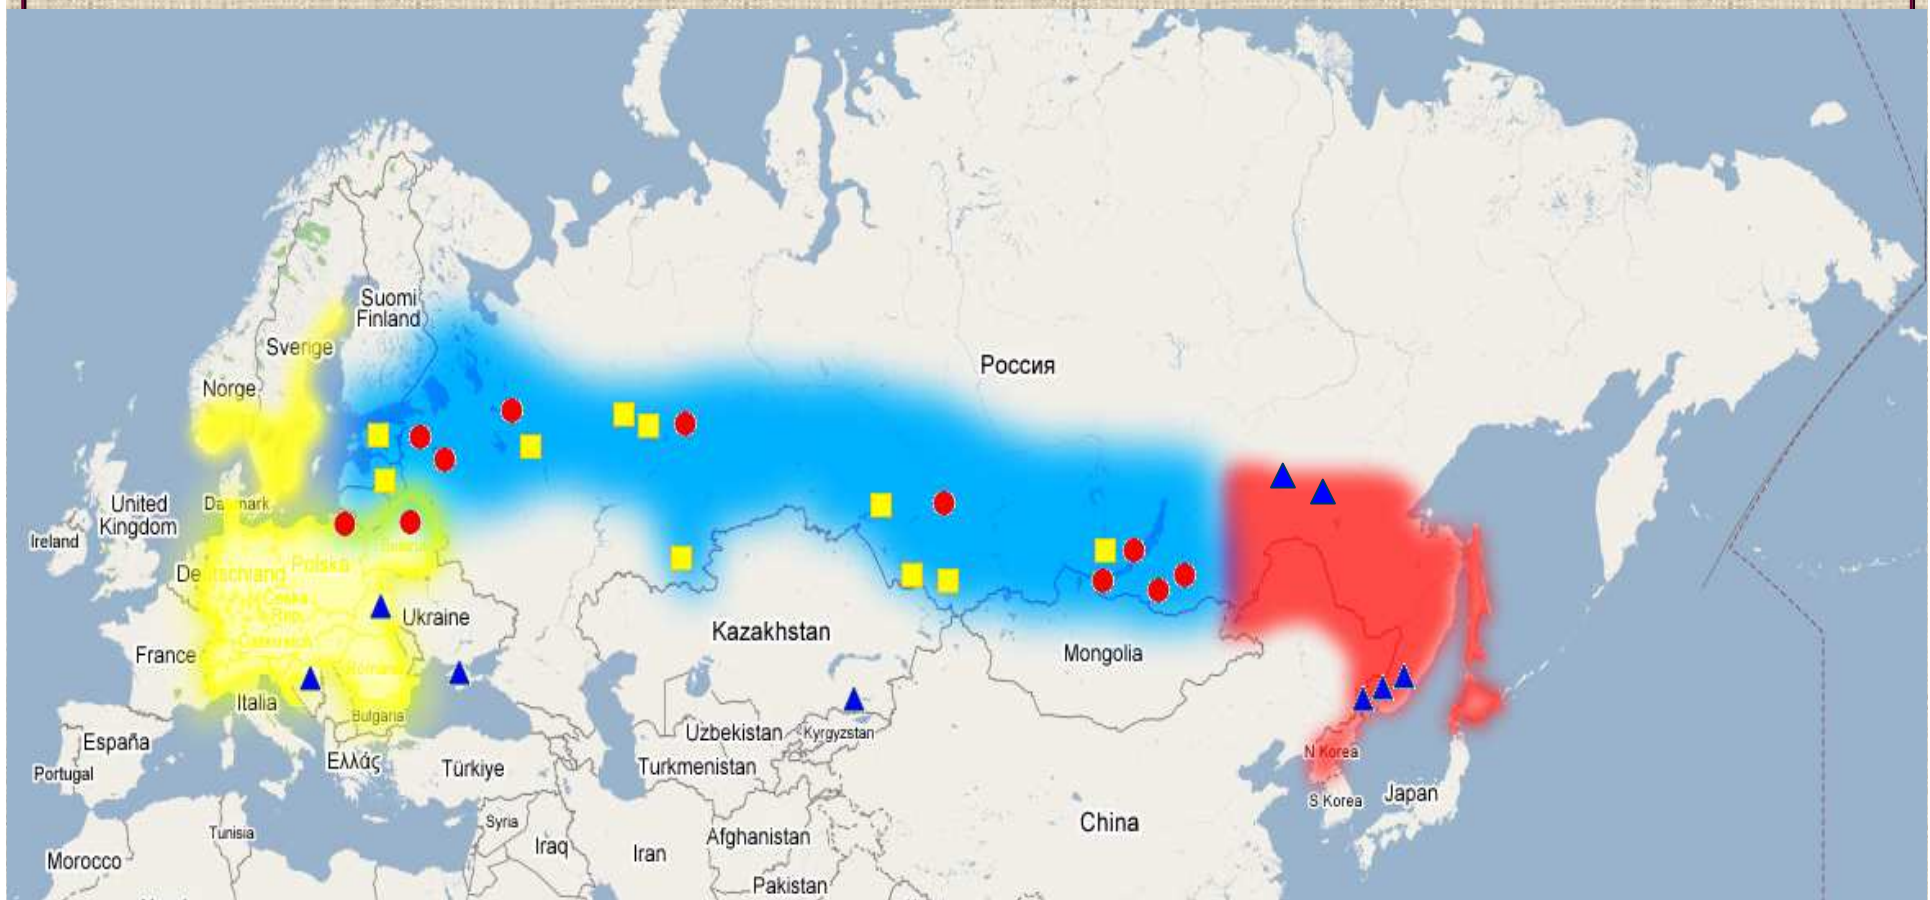 Suomi
Finland
Sverige
Россия
Norge
United
Kingdom
Danmark
Ireland
Polska
Deutschland
Ukraine
Kazakhstan
France
Mongolia
Italia
Bulgaria
España
Uzbekistan
Kyrgyzstan
Ελλάς
Türkiye
Turkmenistan
Portugal
N Korea
S Korea
Japan
Syria
Tunisia
Iraq
Iran
Afghanistan
China
Morocco
Pakistan